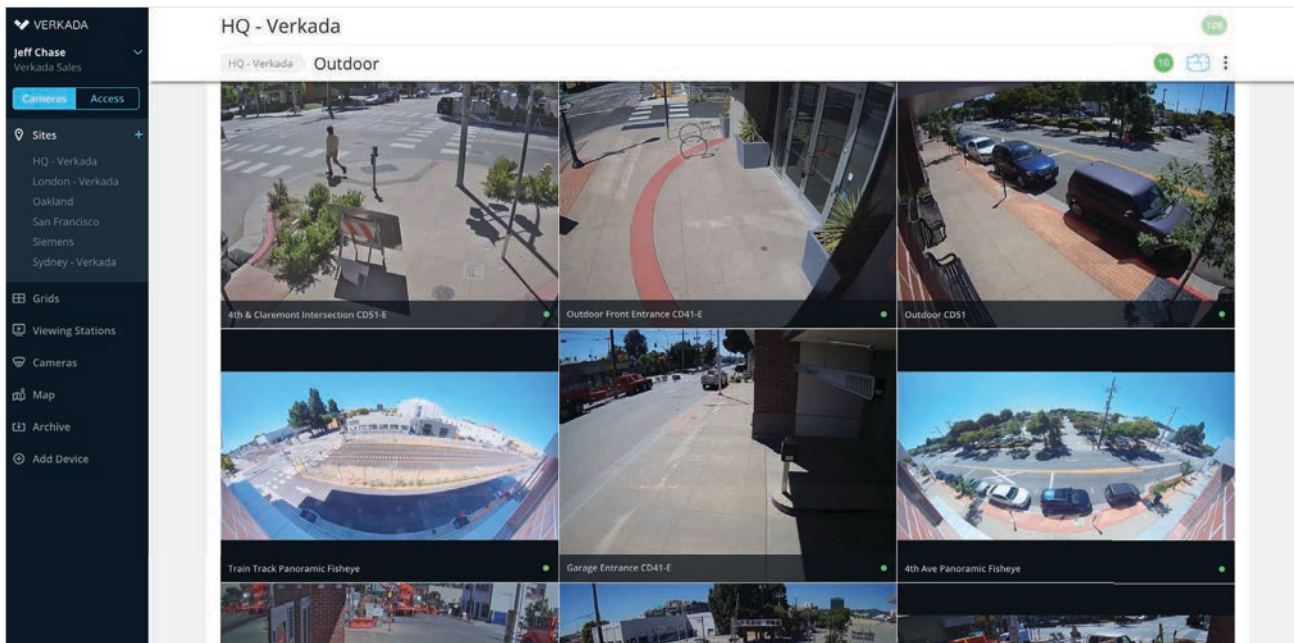 VERKADA
Jeff Chase
Verkada Sales
Cameras
Access
Sites
+
HQ - Verkada
London - Verkada
Oakland
San Francisco
Siemens
Sydney - Verkada
Grids
Viewing Stations
Cameras
Map
Archive
Add Device
HQ - Verkada
108
HQ - Verkada
Outdoor
10
4th & Claremont Intersection CD51-E
Outdoor Front Entrance CD41-E
Outdoor CD51
Train Track Panoramic Fisheye
Garage Entrance CD41-E
4th Ave Panoramic Fisheye